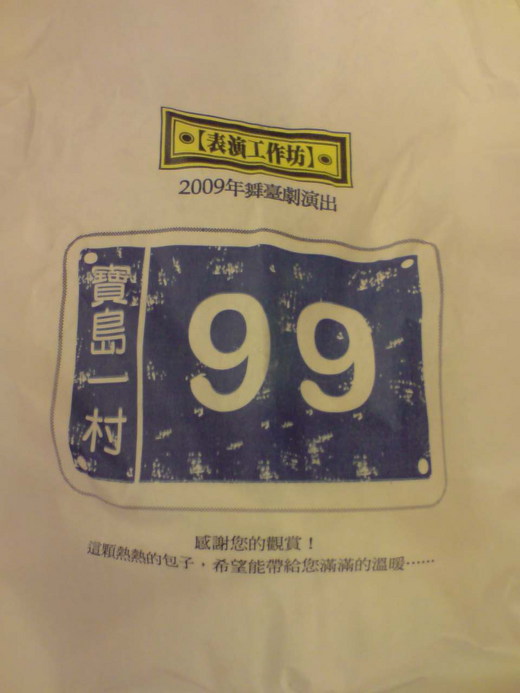 【表演工作坊】
2009年舞臺劇演出
寶島一村
99
感謝您的觀賞！
這顆熱熱的包子，希望能帶給您滿滿的溫暖……